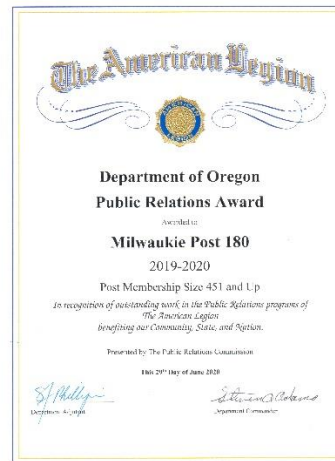 The American Legion
Department of Oregon
Public Relations Award
Awarded to
Milwaukie Post 180
2019-2020
Post Membership Size 451 and Up
In recognition of outstanding work in the Public Relations programs of
The American Legion
benefiting our Community, State, and Nation.
Presented by The Public Relations Commission
This 29th Day of June 2020
Department Adjutant
Department Commander